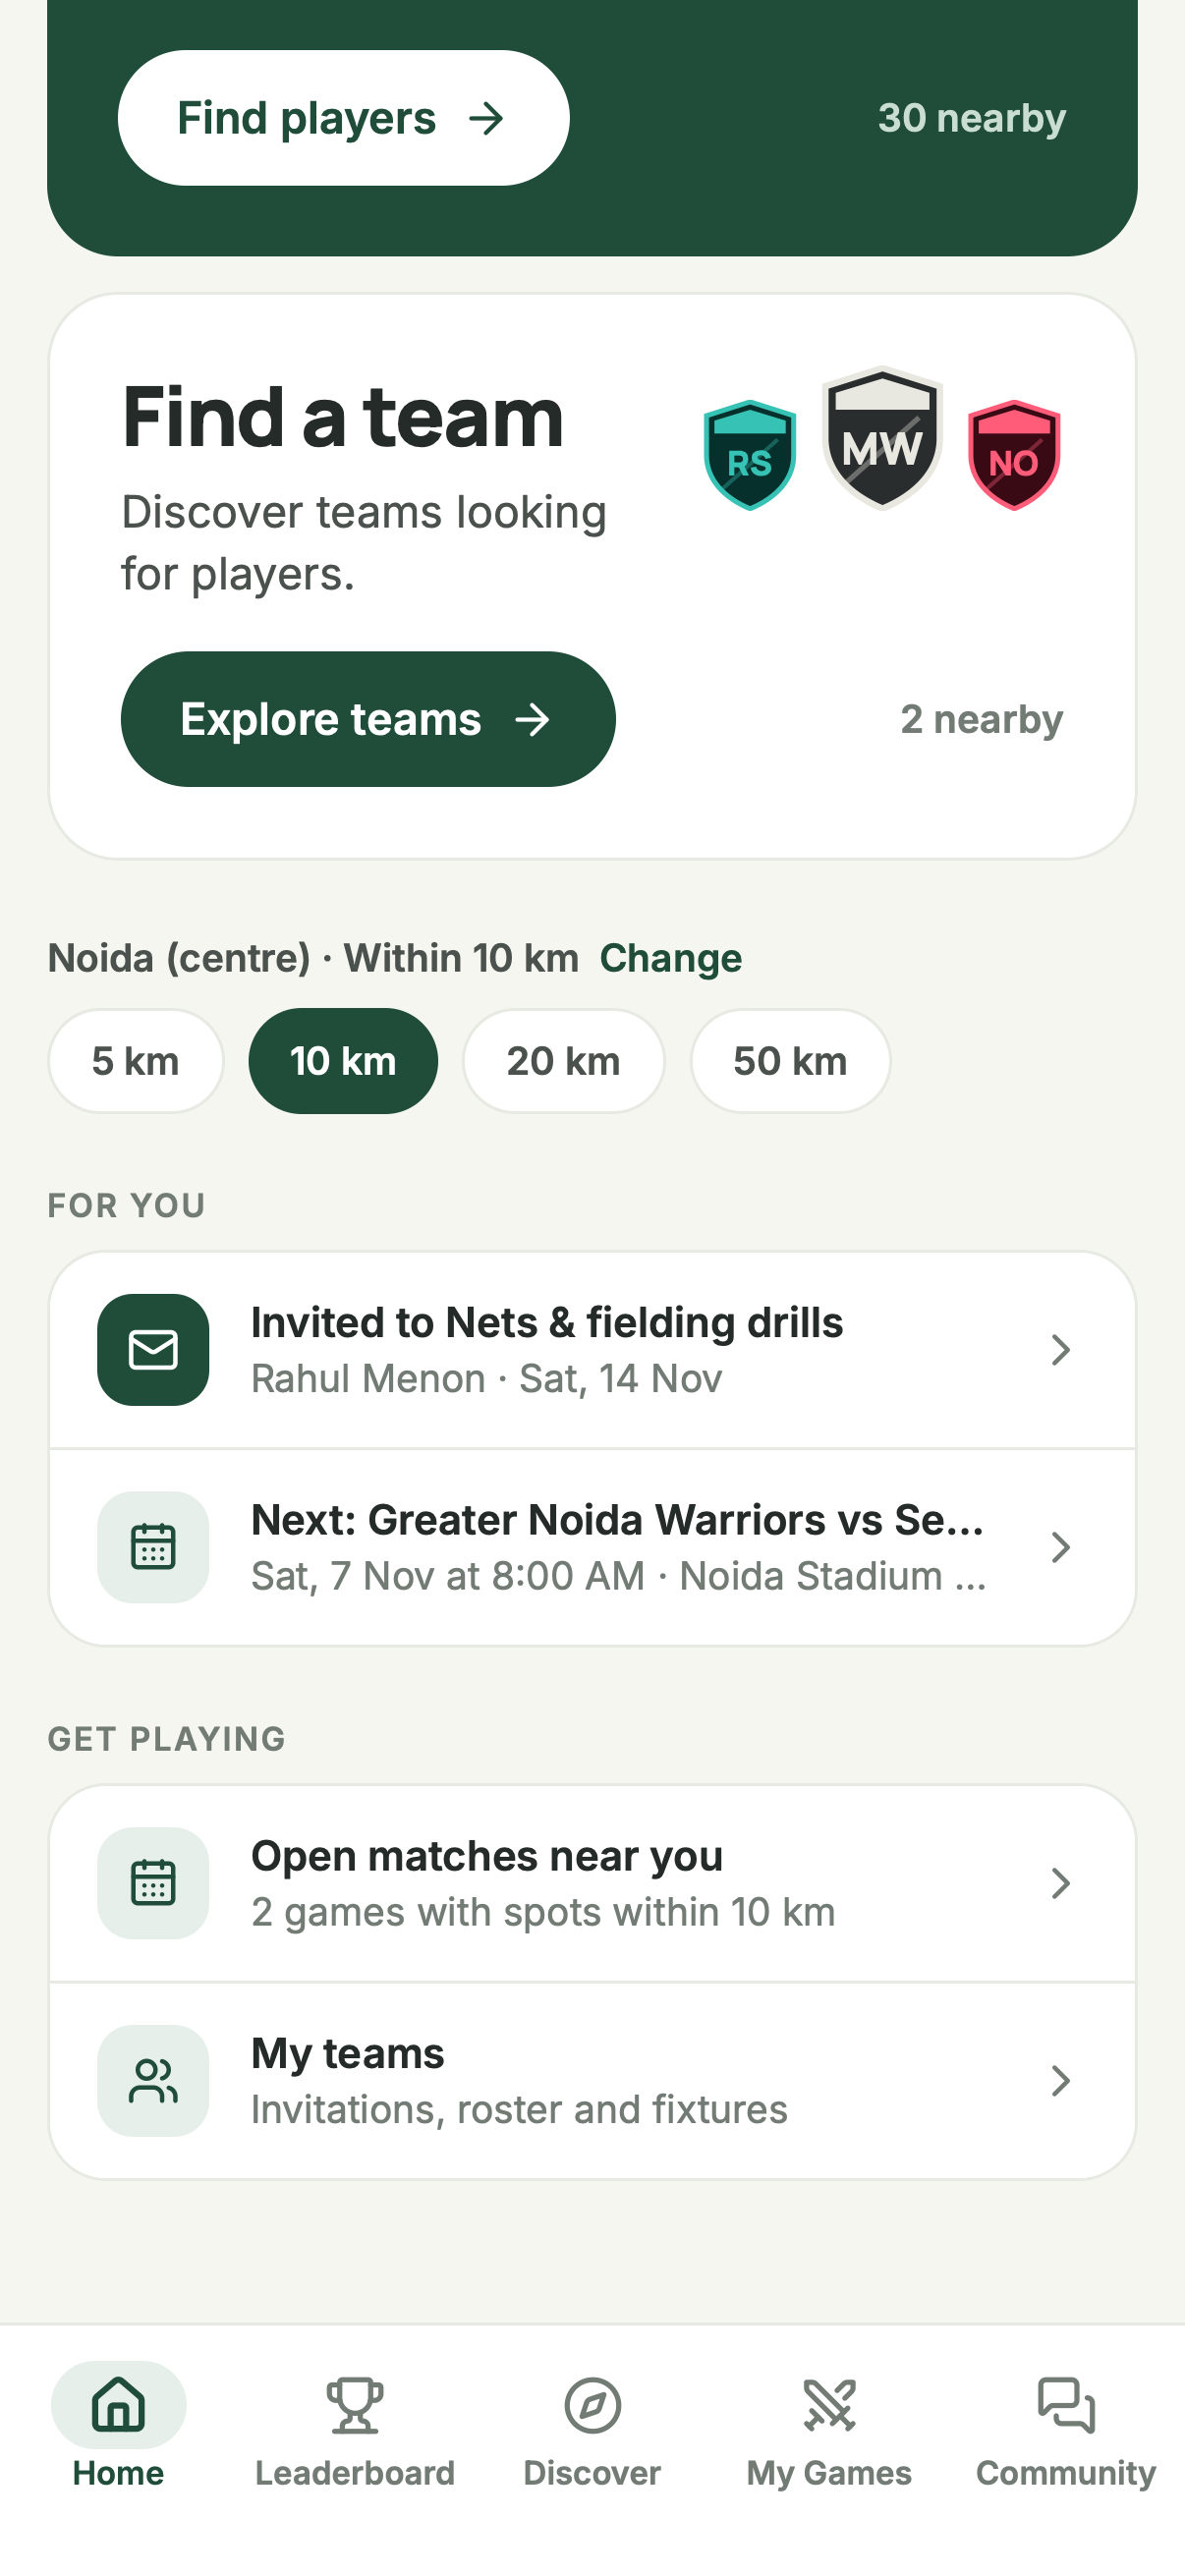 Find players
30 nearby
Find a team
RS
MW
NO
Discover teams looking
for players.
Explore teams
2 nearby
Noida (centre) · Within 10 km Change
5 km
10 km
20 km
50 km
FOR YOU
Invited to Nets & fielding drills
Rahul Menon · Sat, 14 Nov
Next: Greater Noida Warriors vs Se...
Sat, 7 Nov at 8:00 AM · Noida Stadium ...
GET PLAYING
Open matches near you
2 games with spots within 10 km
My teams
Invitations, roster and fixtures
Home
Leaderboard
Discover
My Games
Community